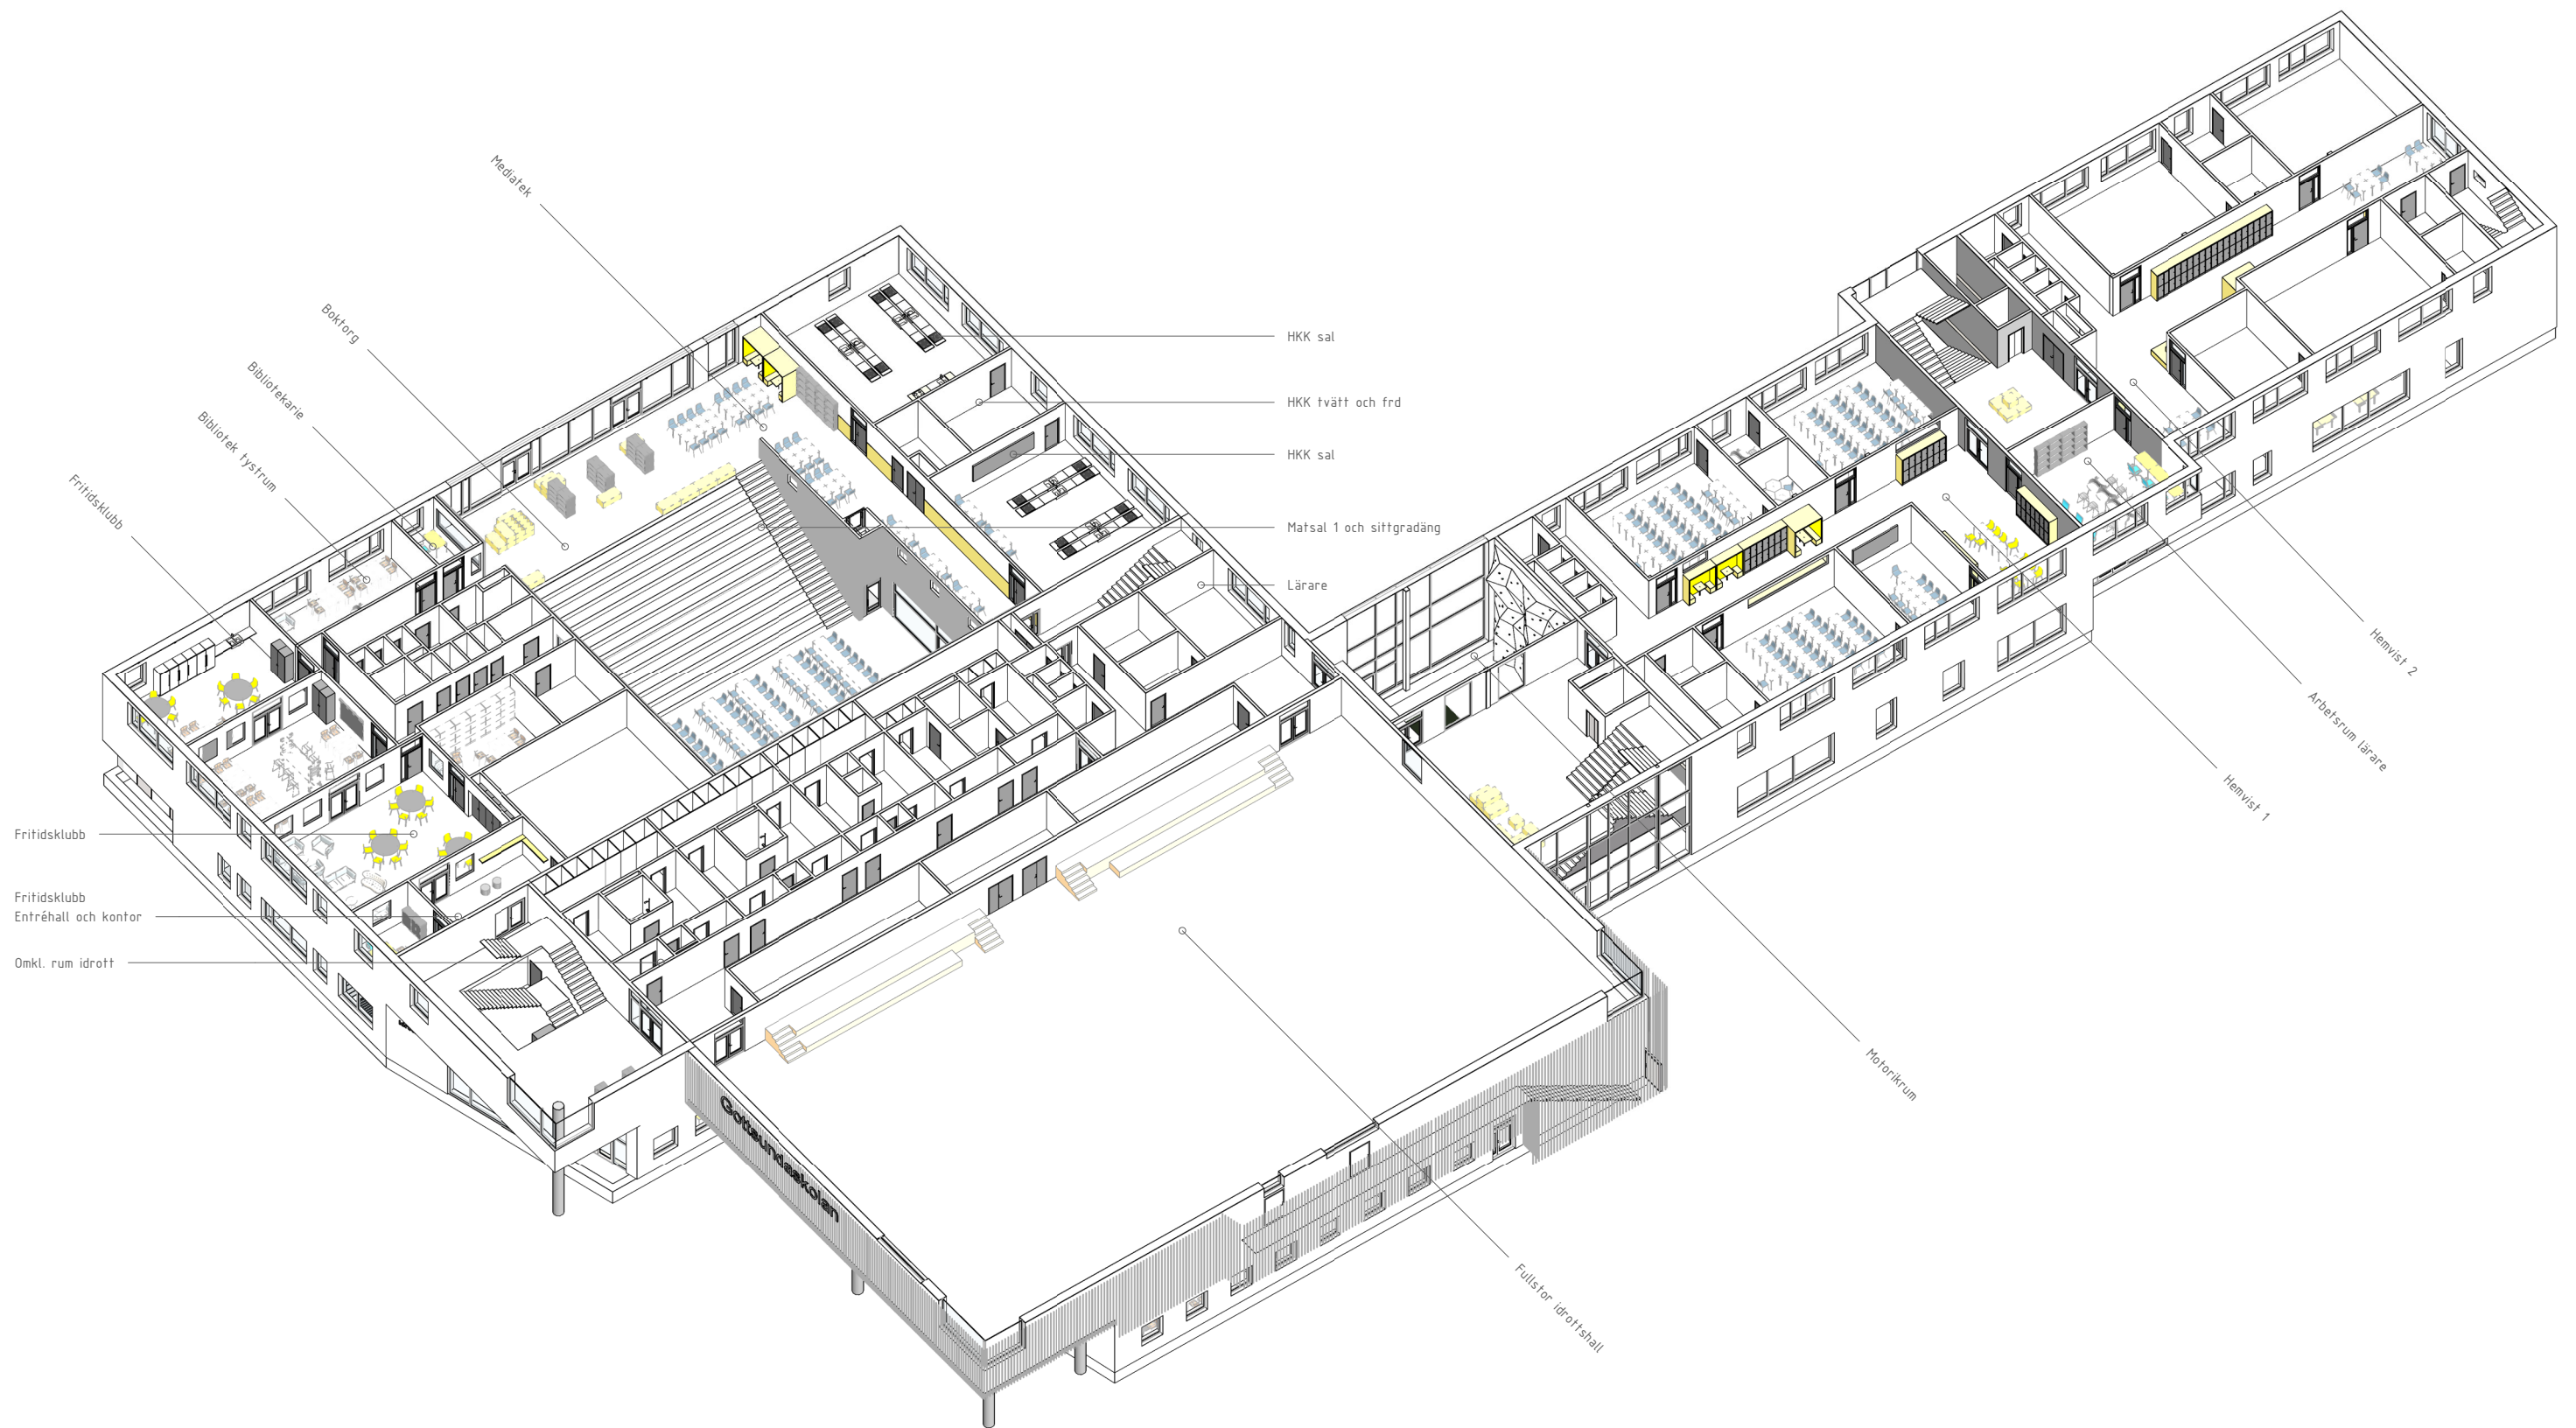 Mediatek
Boktorg
Bibliotekarie
Bibliotek tystrum
Fritidsklubb
HKK sal
HKK tvätt och frd
HKK sal
Matsal 1 och sittgradäng
Lärare
Hemvist 2
Arbetsrum lärare
Hemvist 1
Fritidsklubb
Fritidsklubb
Entréhall och kontor
Omkl. rum idrott
Motorikrum
Gottsundaskolan
Fullstor idrottshall